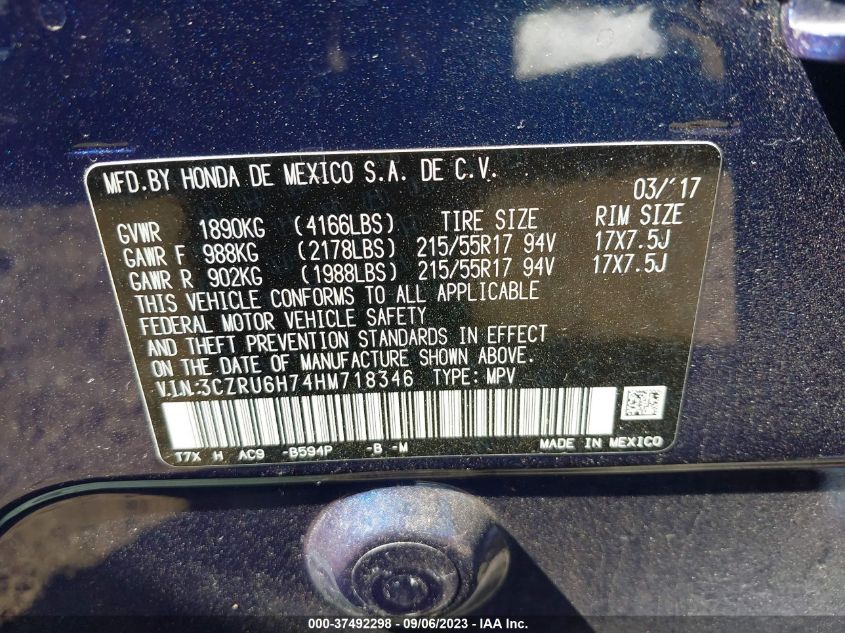 MFD. BY HONDA DE MEXICO S.A. DE C.V.
03/'17
GVWR 1890KG (4166LBS) TIRE SIZE RIM SIZE
GAWR F 988KG (2178LBS) 215/55R17 94V 17X7.5J
GAWR R 902KG (1988LBS) 215/55R17 94V 17X7.5J
THIS VEHICLE CONFORMS TO ALL APPLICABLE
FEDERAL MOTOR VEHICLE SAFETY
AND THEFT PREVENTION STANDARDS IN EFFECT
ON THE DATE OF MANUFACTURE SHOWN ABOVE.
V.I.N.:3CZRU6H74HM718346 TYPE: MPV
T7X H AC9 -B594P -B -M MADE IN MEXICO
000-37492298 - 09/06/2023 - IAA Inc.